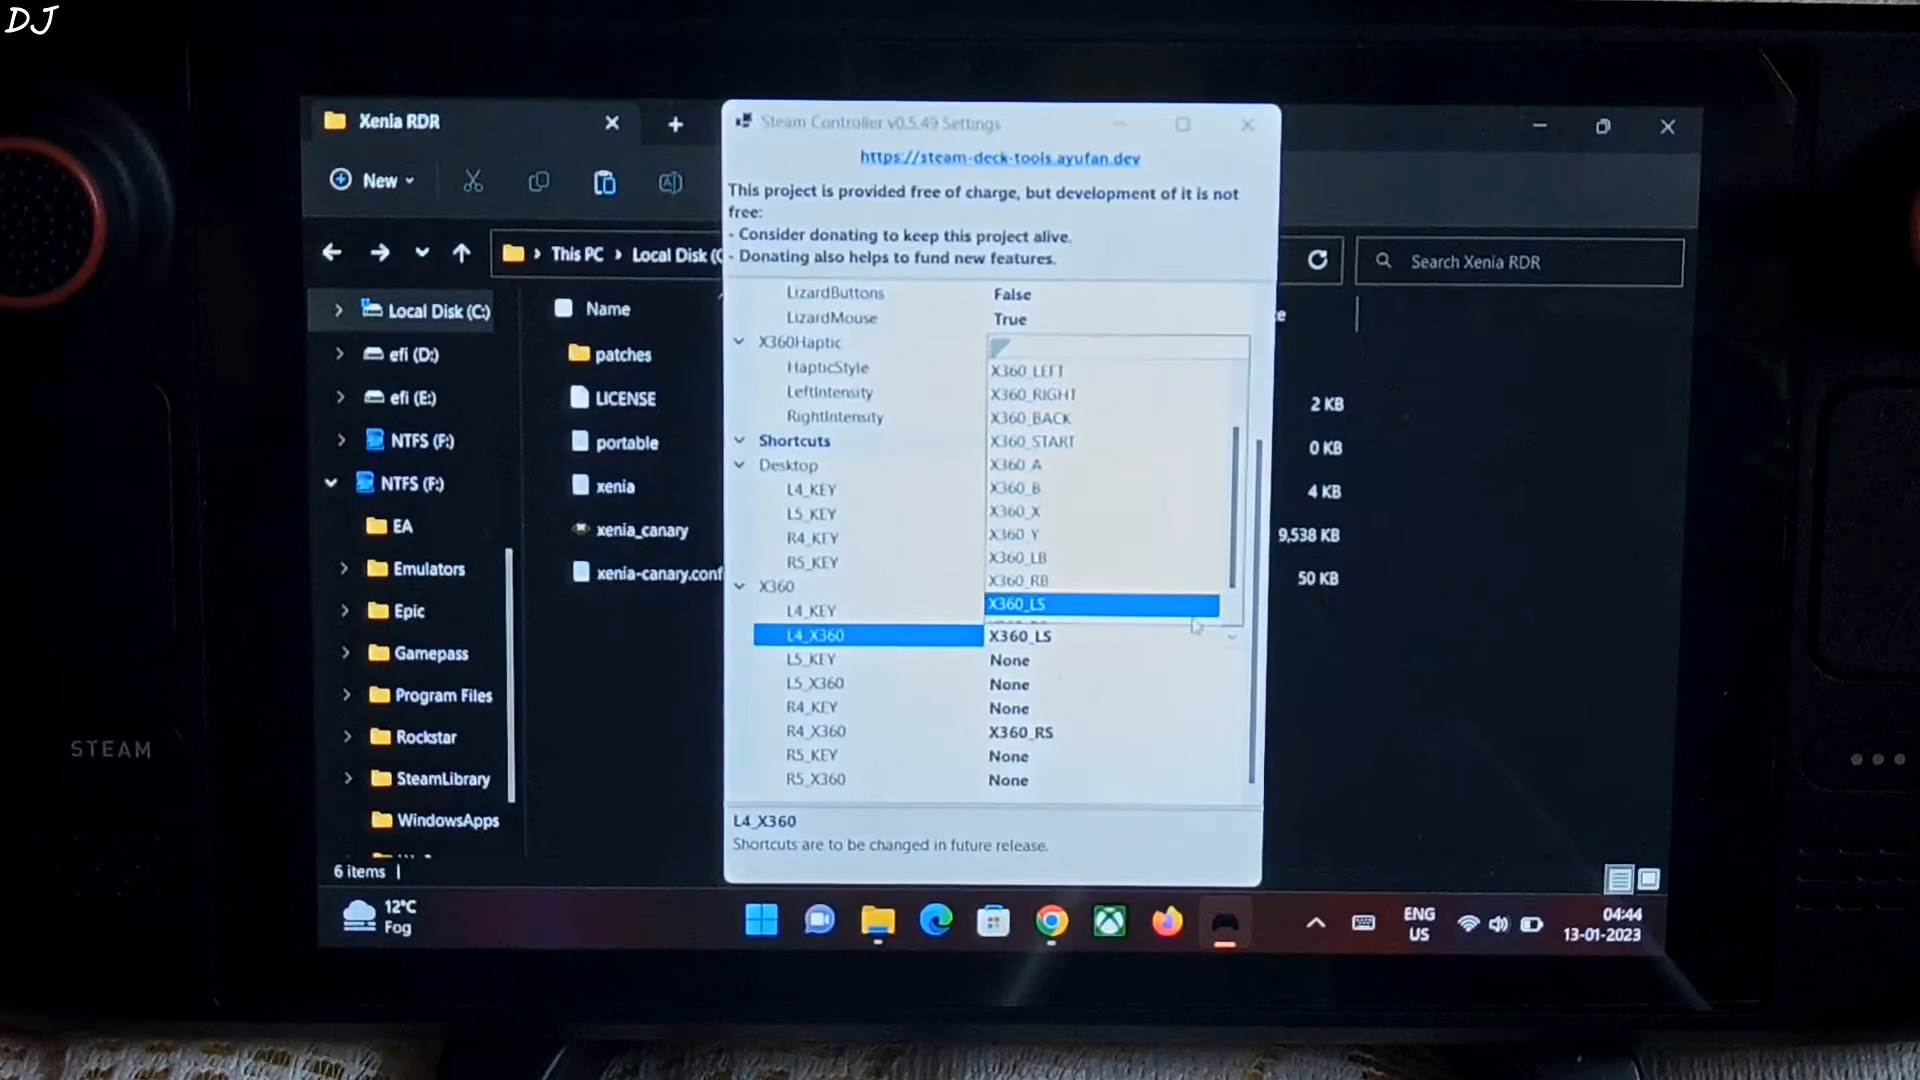 DJ
Xenia RDR
New
This PC > Local Disk (C
Search Xenia RDR
Local Disk (C:)
efi (D:)
efi (E:)
NTFS (F:)
NTFS (F:)
EA
Emulators
Epic
Gamepass
Program Files
Rockstar
SteamLibrary
WindowsApps
6 items
Name
patches
LICENSE
portable
xenia
xenia_canary
xenia-canary.conf
2 KB
0 KB
4 KB
9,538 KB
50 KB
Steam Controller v0.5.49 Settings
https://steam-deck-tools.ayufan.dev
This project is provided free of charge, but development of it is not
free:
- Consider donating to keep this project alive.
- Donating also helps to fund new features.
LizardButtons False
LizardMouse True
X360Haptic
HapticStyle
LeftIntensity
RightIntensity
Shortcuts
Desktop
L4_KEY
L5_KEY
R4_KEY
R5_KEY
X360
L4_KEY
X360_LEFT
X360_RIGHT
X360_BACK
X360_START
X360_A
X360_B
X360_X
X360_Y
X360_LB
X360_RB
X360_LS
L4_X360 X360_LS
L5_KEY None
L5_X360 None
R4_KEY None
R4_X360 X360_RS
R5_KEY None
R5_X360 None
L4_X360
Shortcuts are to be changed in future release.
STEAM
12°C
Fog
ENG
US
04:44
13-01-2023